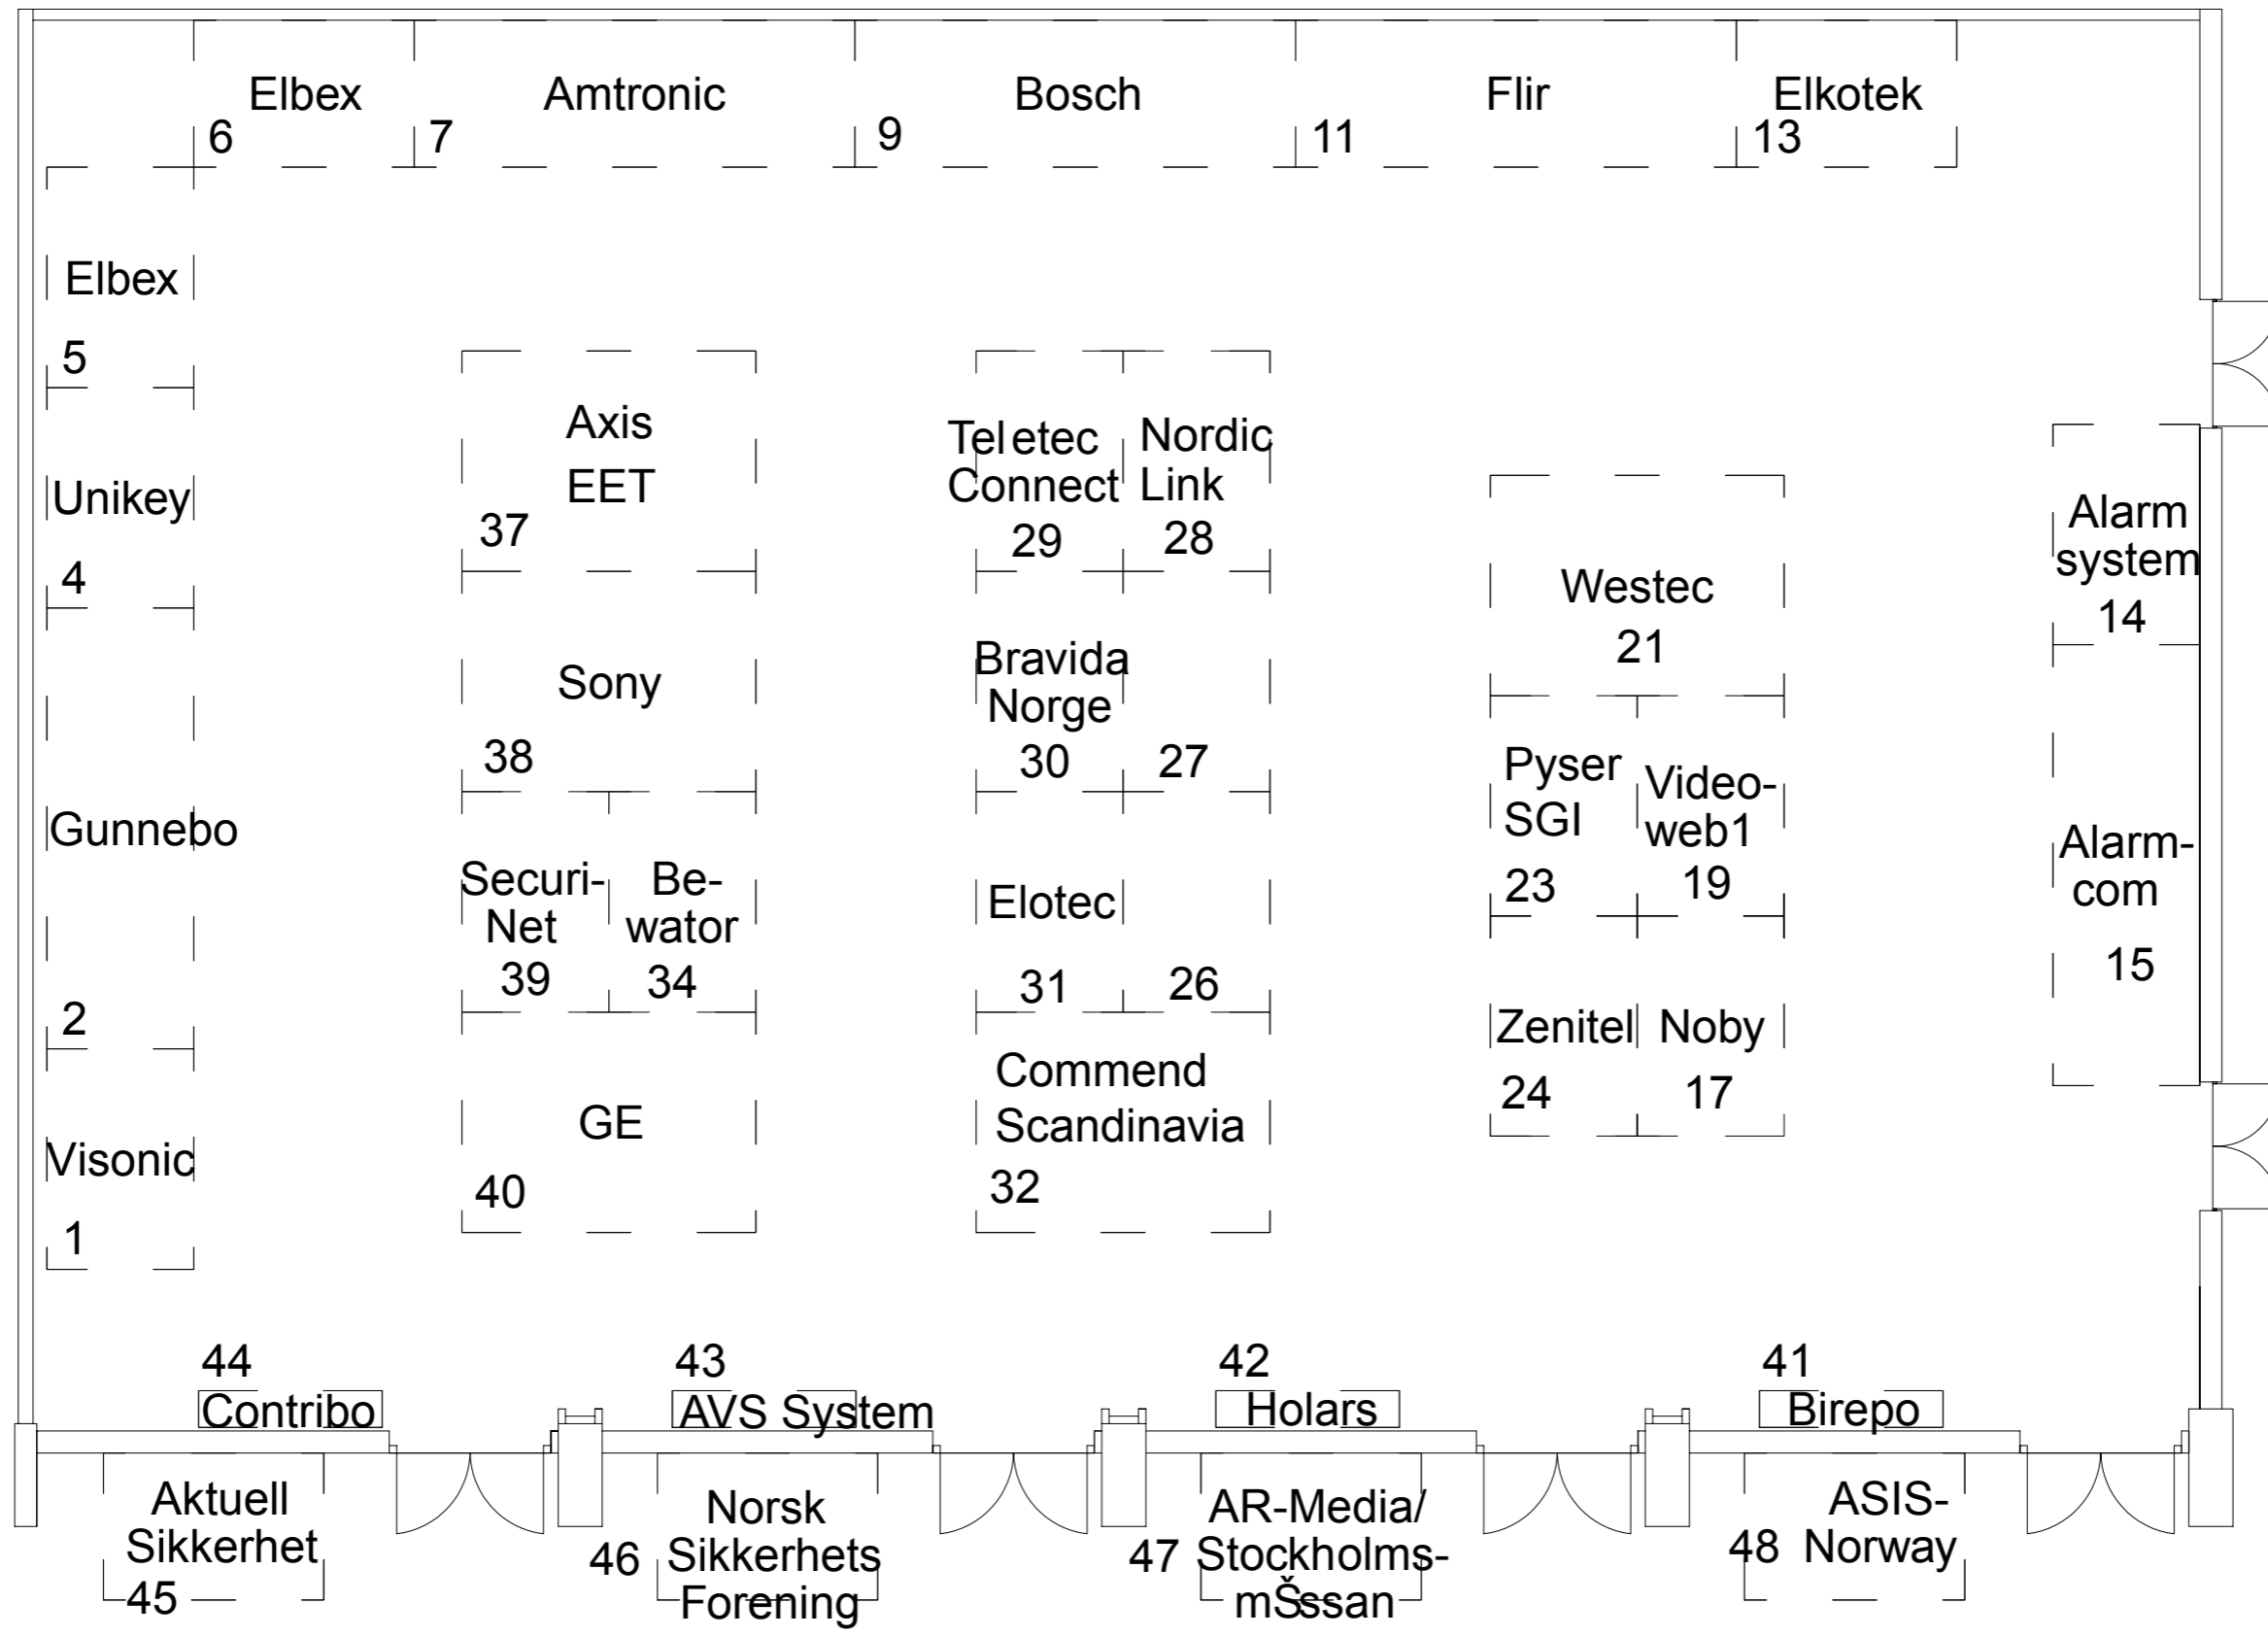 Elbex
6
Amtronic
7
Bosch
9
Flir
11
Elkotek
13
Elbex
5
Unikey
4
Gunnebo
2
Visonic
1
Axis
EET
37
Sony
38
Securi-
Net
39
Be-
wator
34
GE
40
Teletec
Connect
29
Nordic
Link
28
Bravida
Norge
30
27
Elotec
31
26
Commend
Scandinavia
32
Westec
21
Pyser
SGI
23
Video-
web1
19
Zenitel
24
Noby
17
Alarm
system
14
Alarm-
com
15
44
Contribo
43
AVS System
42
Holars
41
Birepo
Aktuell
Sikkerhet
45
Norsk
Sikkerhets
Forening
46
AR-Media/
Stockholms-
mŠssan
47
ASIS-
Norway
48